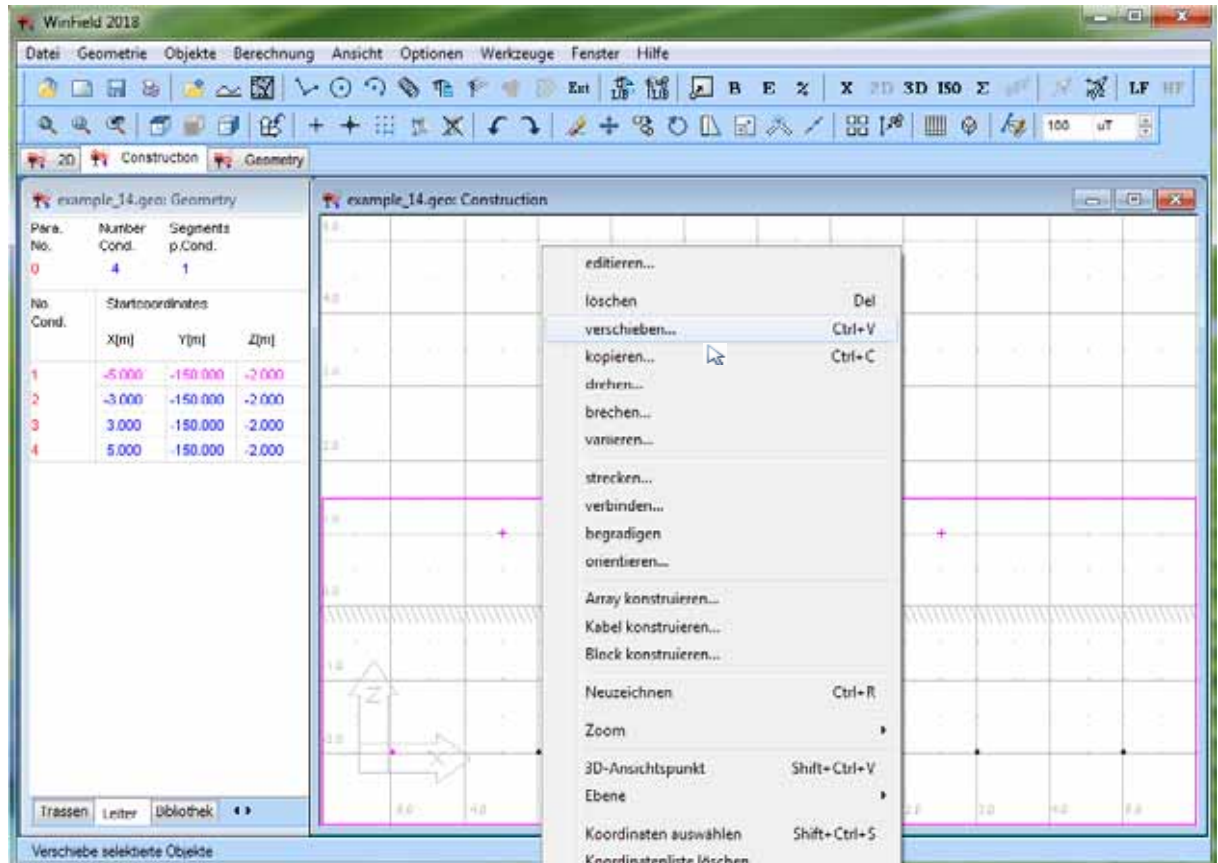 WinField 2018
Datei Geometrie Objekte Berechnung Ansicht Optionen Werkzeuge Fenster Hilfe
Ext B E % X 2D 3D ISO Σ LF HF
100 uT
2D Construction Geometry
example_14.geo: Geometry
Para. Number Segments
No. Cond. p.Cond.
0 4 1
No. Startcoordinates
Cond.
X[m] Y[m] Z[m]
1 -5.000 -150.000 -2.000
2 -3.000 -150.000 -2.000
3 3.000 -150.000 -2.000
4 5.000 -150.000 -2.000
Trassen Leiter Bibliothek
example_14.geo: Construction
editieren...
löschen Del
verschieben... Ctrl+V
kopieren... Ctrl+C
drehen...
brechen...
variieren...
strecken...
verbinden...
begradigen
orientieren...
Array konstruieren...
Kabel konstruieren...
Block konstruieren...
Neuzeichnen Ctrl+R
Zoom
3D-Ansichtspunkt Shift+Ctrl+V
Ebene
Koordinaten auswählen Shift+Ctrl+S
Koordinatenliste löschen
Z
X
Verschiebe selektierte Objekte